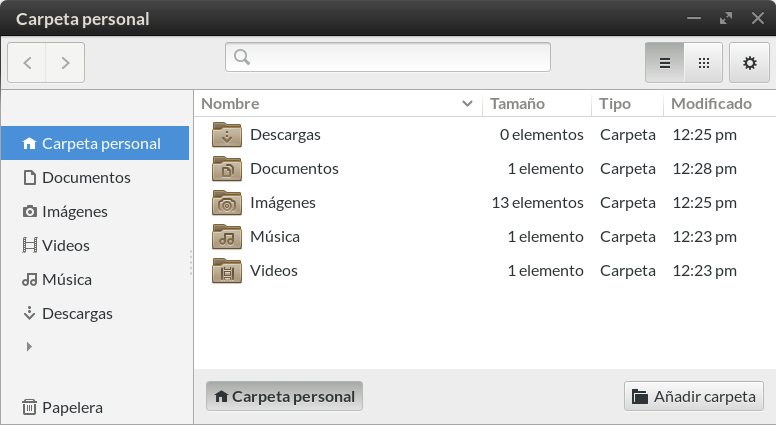 Carpeta personal
Nombre Tamaño Tipo Modificado
Carpeta personal
Documentos
Imágenes
Videos
Música
Descargas
Papelera
Descargas 0 elementos Carpeta 12:25 pm
Documentos 1 elemento Carpeta 12:28 pm
Imágenes 13 elementos Carpeta 12:25 pm
Música 1 elemento Carpeta 12:23 pm
Videos 1 elemento Carpeta 12:23 pm
Carpeta personal Añadir carpeta